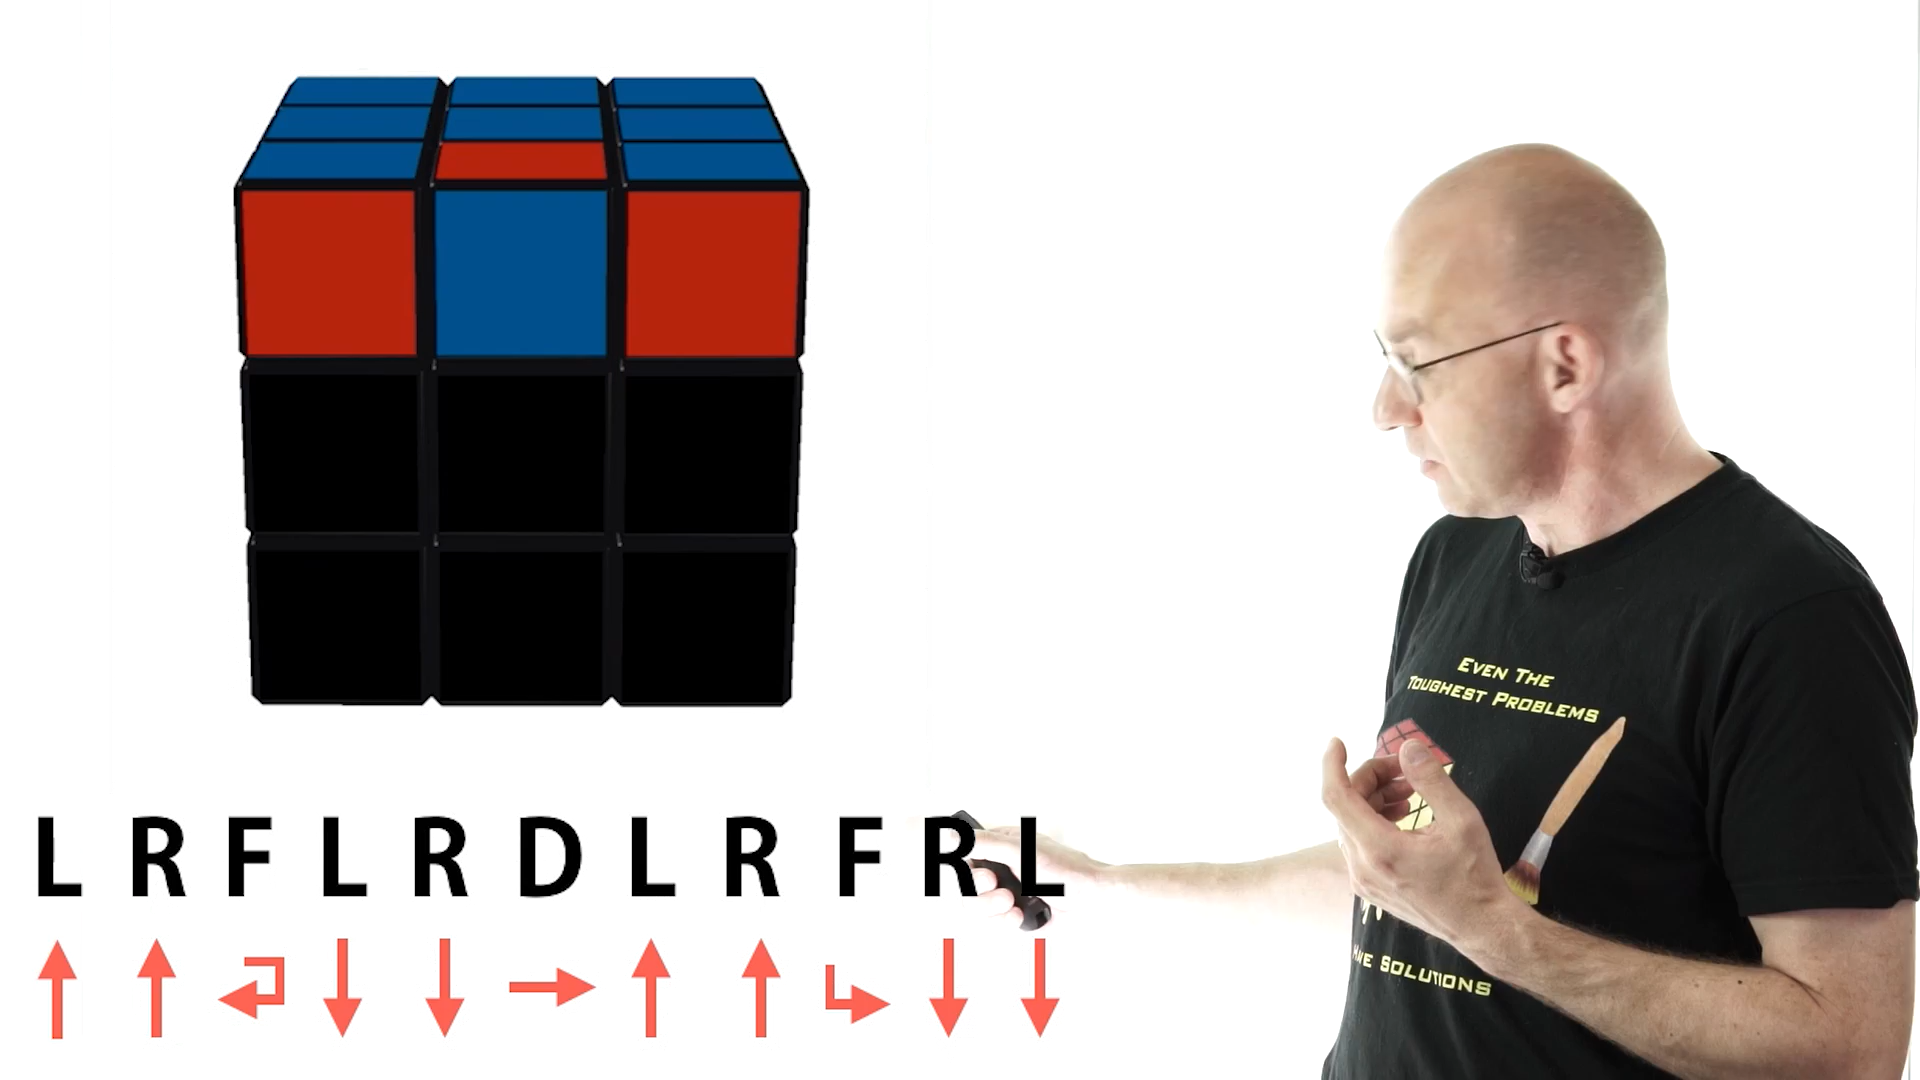 EVEN THE
TOUGHEST PROBLEMS
L R F L R D L R F R L
↑ ↑ ↓ ↓ → ↑ ↑ ↓ ↓
SOLUTIONS